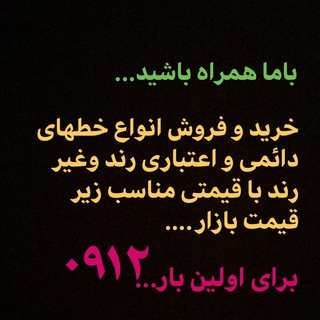 باما همراه باشید...
خرید و فروش انواع خطهای
دائمی و اعتباری رند وغیر
رند با قیمتی مناسب زیر
قیمت بازار....
برای اولین بار...۰۹۱۲